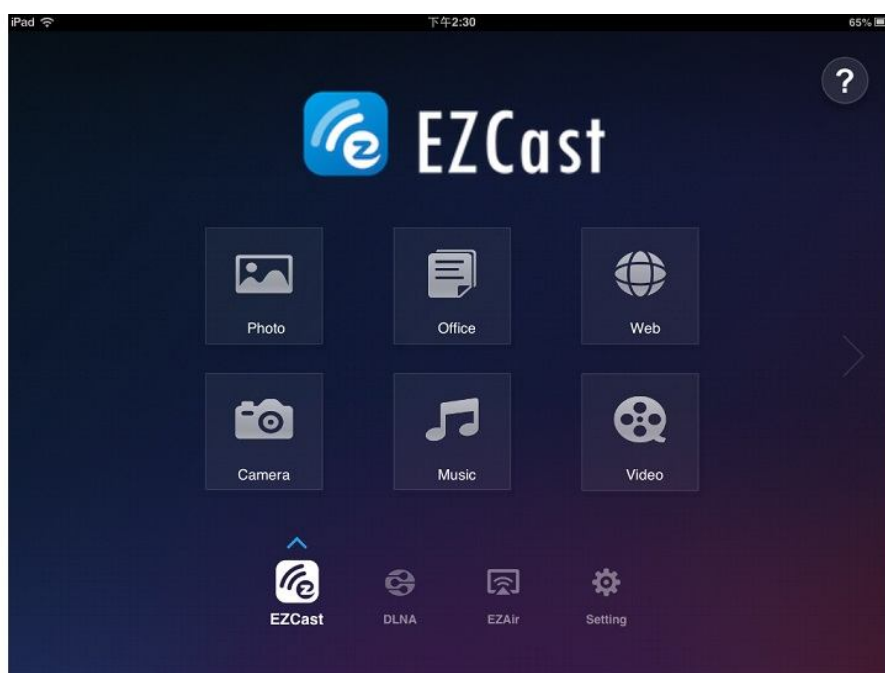 iPad 下午2:30 65%
?
EZCast
Photo Office Web
Camera Music Video
EZCast DLNA EZAir Setting